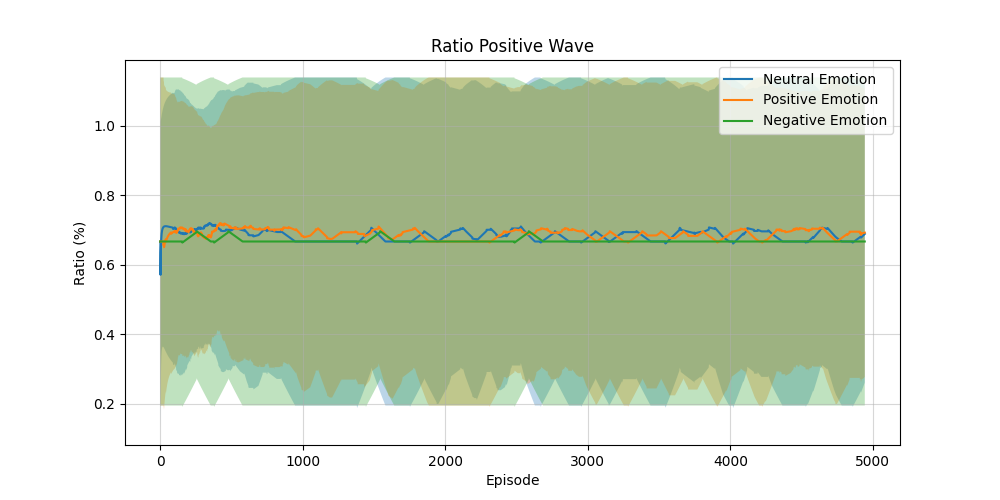 Ratio Positive Wave
Neutral Emotion
Positive Emotion
Negative Emotion
Ratio (%)
1.0
0.8
0.6
0.4
0.2
0
1000
2000
3000
4000
5000
Episode